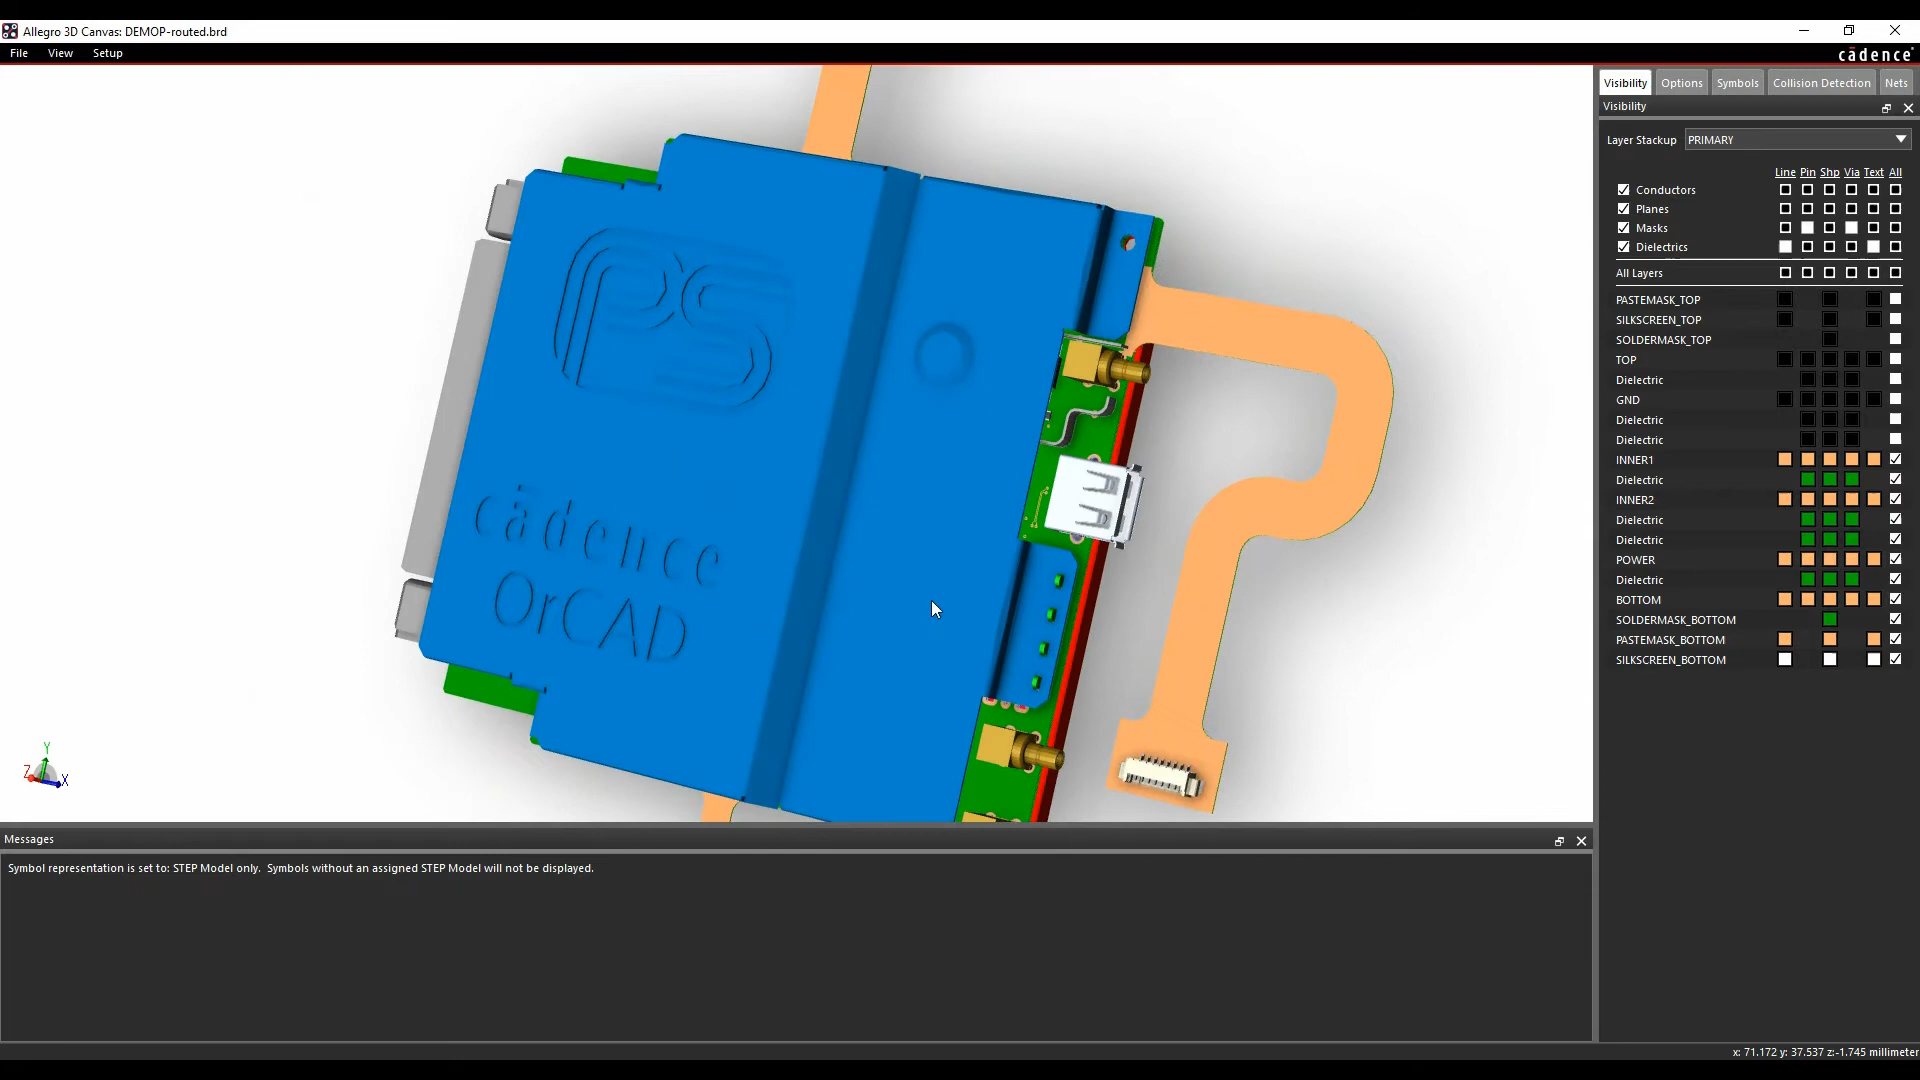 Allegro 3D Canvas: DEMOP-routed.brd
File View Setup
cādence
Visibility Options Symbols Collision Detection Nets
Visibility
Layer Stackup PRIMARY
Line Pin Shp Via Text All
Conductors
Planes
Masks
Dielectrics
All Layers
PASTEMASK_TOP
SILKSCREEN_TOP
SOLDERMASK_TOP
TOP
Dielectric
GND
Dielectric
Dielectric
INNER1
Dielectric
INNER2
Dielectric
Dielectric
POWER
Dielectric
BOTTOM
SOLDERMASK_BOTTOM
PASTEMASK_BOTTOM
SILKSCREEN_BOTTOM
PS
cādence
OrCAD
Y
Z
X
Messages
Symbol representation is set to: STEP Model only. Symbols without an assigned STEP Model will not be displayed.
x: 71.172 y: 37.537 z:-1.745 millimeter